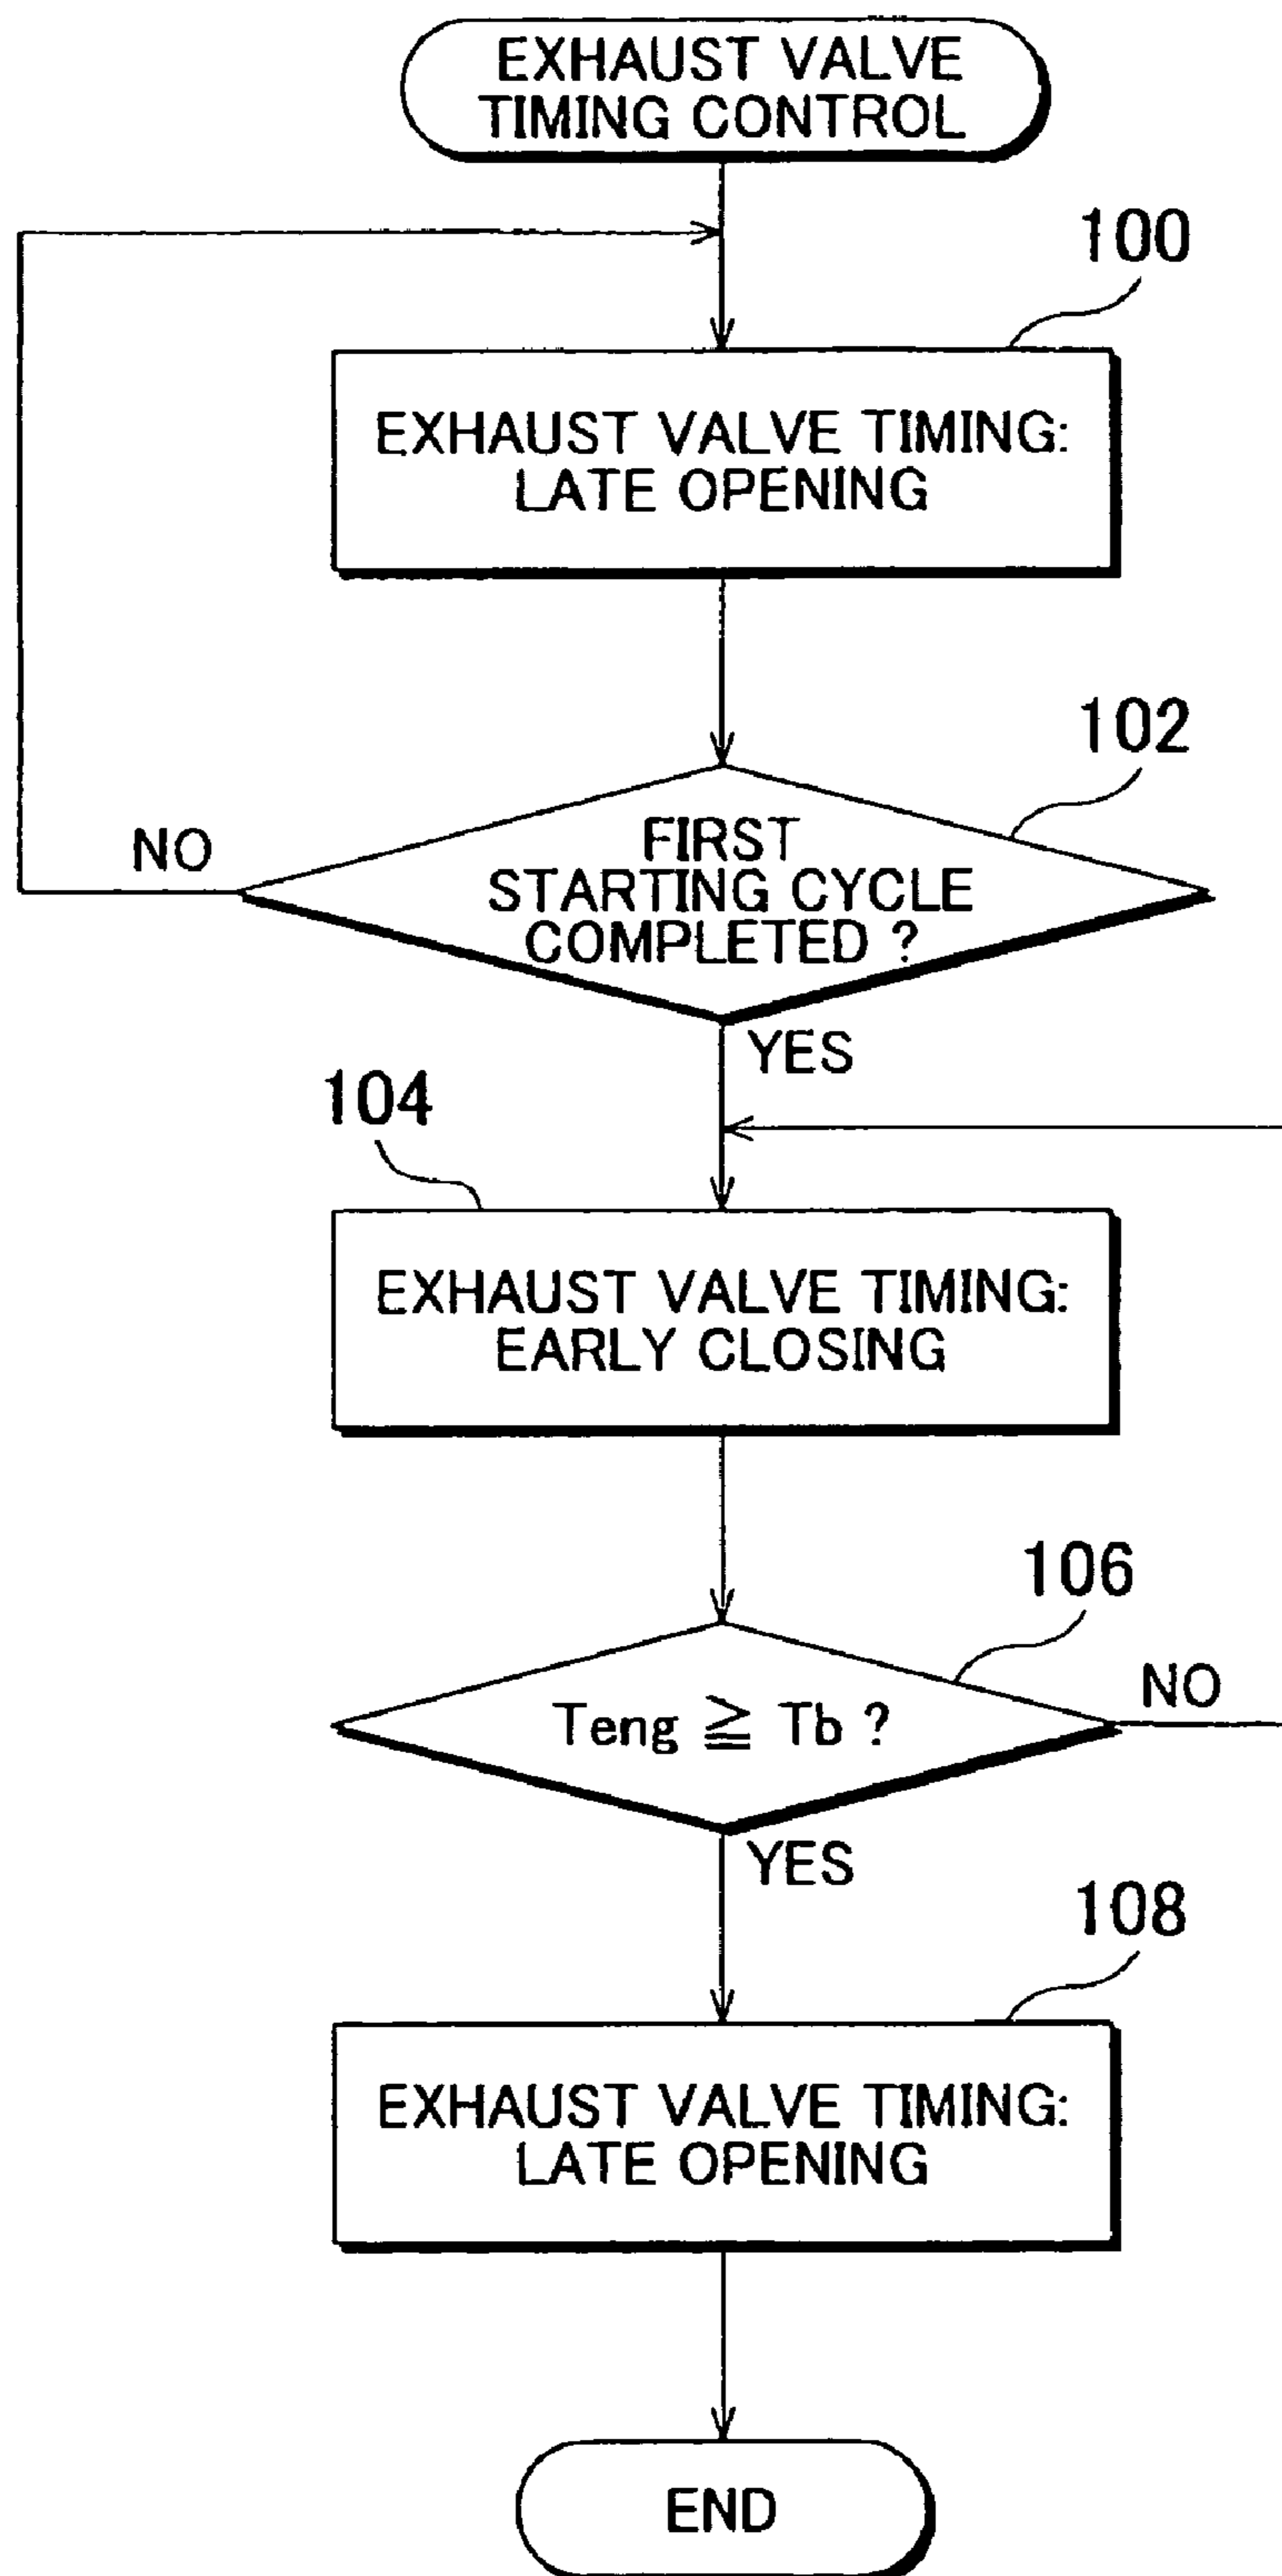 EXHAUST VALVE
TIMING CONTROL
100
EXHAUST VALVE TIMING:
LATE OPENING
102
NO
FIRST
STARTING CYCLE
COMPLETED ?
YES
104
EXHAUST VALVE TIMING:
EARLY CLOSING
106
Teng ≧ Tb ?
NO
YES
108
EXHAUST VALVE TIMING:
LATE OPENING
END